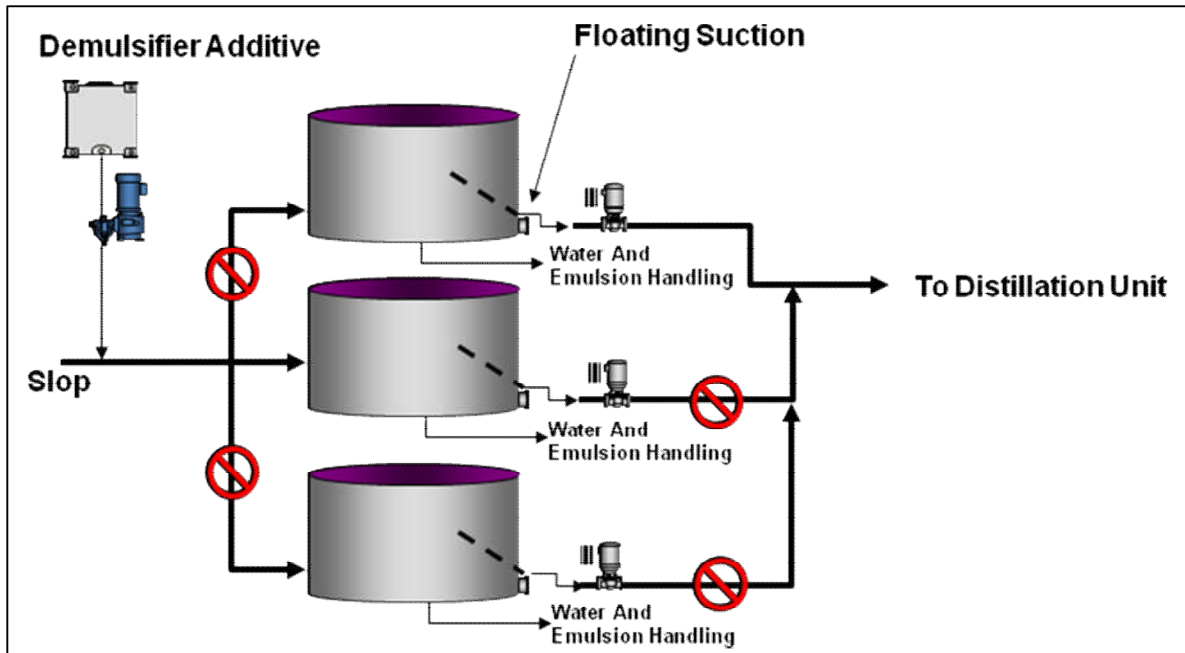 Demulsifier Additive
Floating Suction
Water And
Emulsion Handling
To Distillation Unit
Slop
Water And
Emulsion Handling
Water And
Emulsion Handling